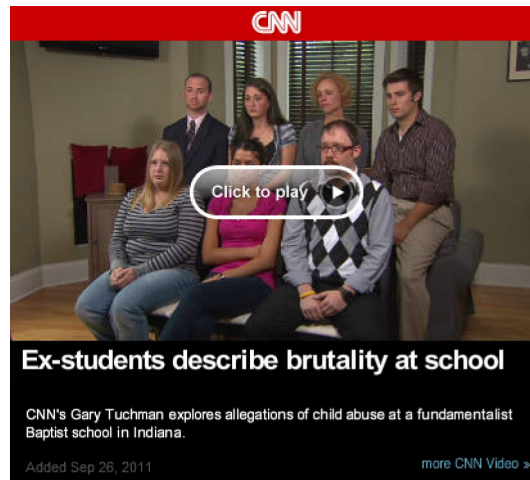 CNN
Click to play
Ex-students describe brutality at school
CNN's Gary Tuchman explores allegations of child abuse at a fundamentalist
Baptist school in Indiana.
Added Sep 26, 2011
more CNN Video »